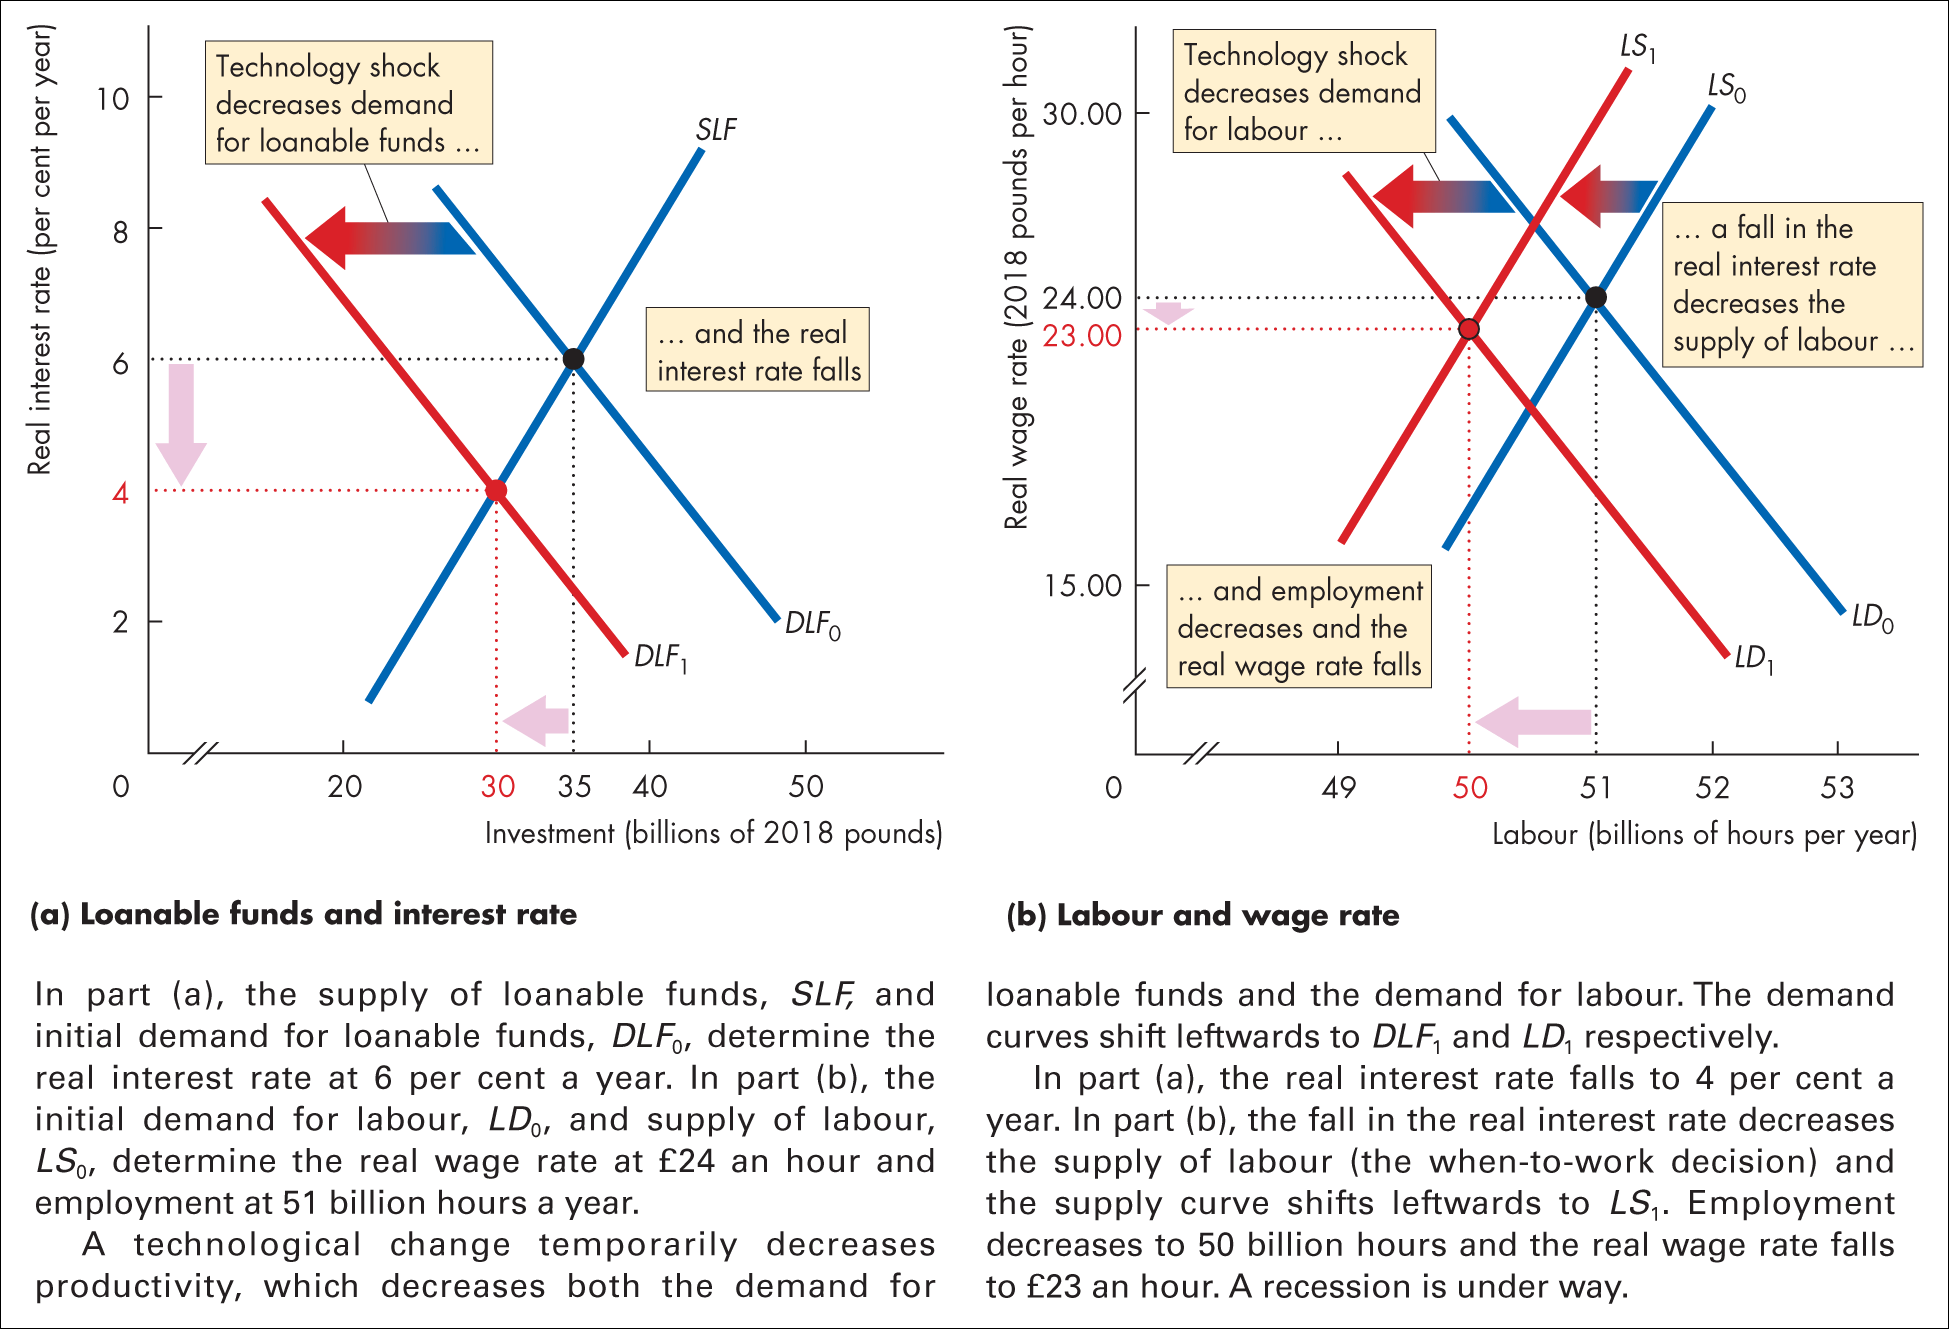 Real interest rate (per cent per year)
10
8
6
4
2
0
Technology shock
decreases demand
for loanable funds …
SLF
… and the real
interest rate falls
DLF0
DLF1
20
30
35
40
50
Investment (billions of 2018 pounds)
Real wage rate (2018 pounds per hour)
30.00
24.00
23.00
15.00
0
Technology shock
decreases demand
for labour …
LS1
LS0
… a fall in the
real interest rate
decreases the
supply of labour …
… and employment
decreases and the
real wage rate falls
LD0
LD1
49
50
51
52
53
Labour (billions of hours per year)
(a) Loanable funds and interest rate
(b) Labour and wage rate
In part (a), the supply of loanable funds, SLF, and
initial demand for loanable funds, DLF0, determine the
real interest rate at 6 per cent a year. In part (b), the
initial demand for labour, LD0, and supply of labour,
LS0, determine the real wage rate at £24 an hour and
employment at 51 billion hours a year.
A technological change temporarily decreases
productivity, which decreases both the demand for
loanable funds and the demand for labour. The demand
curves shift leftwards to DLF1 and LD1 respectively.
In part (a), the real interest rate falls to 4 per cent a
year. In part (b), the fall in the real interest rate decreases
the supply of labour (the when-to-work decision) and
the supply curve shifts leftwards to LS1. Employment
decreases to 50 billion hours and the real wage rate falls
to £23 an hour. A recession is under way.